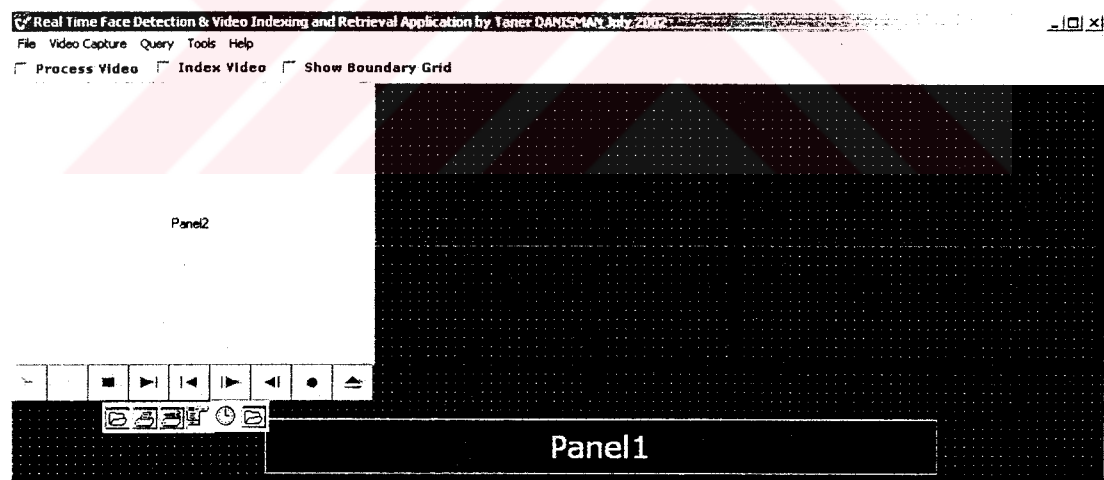 Real Time Face Detection & Video Indexing and Retrieval Application by Taner DANISMAN July 2002
File Video Capture Query Tools Help
Process Video Index Video Show Boundary Grid
Panel2
Panel1